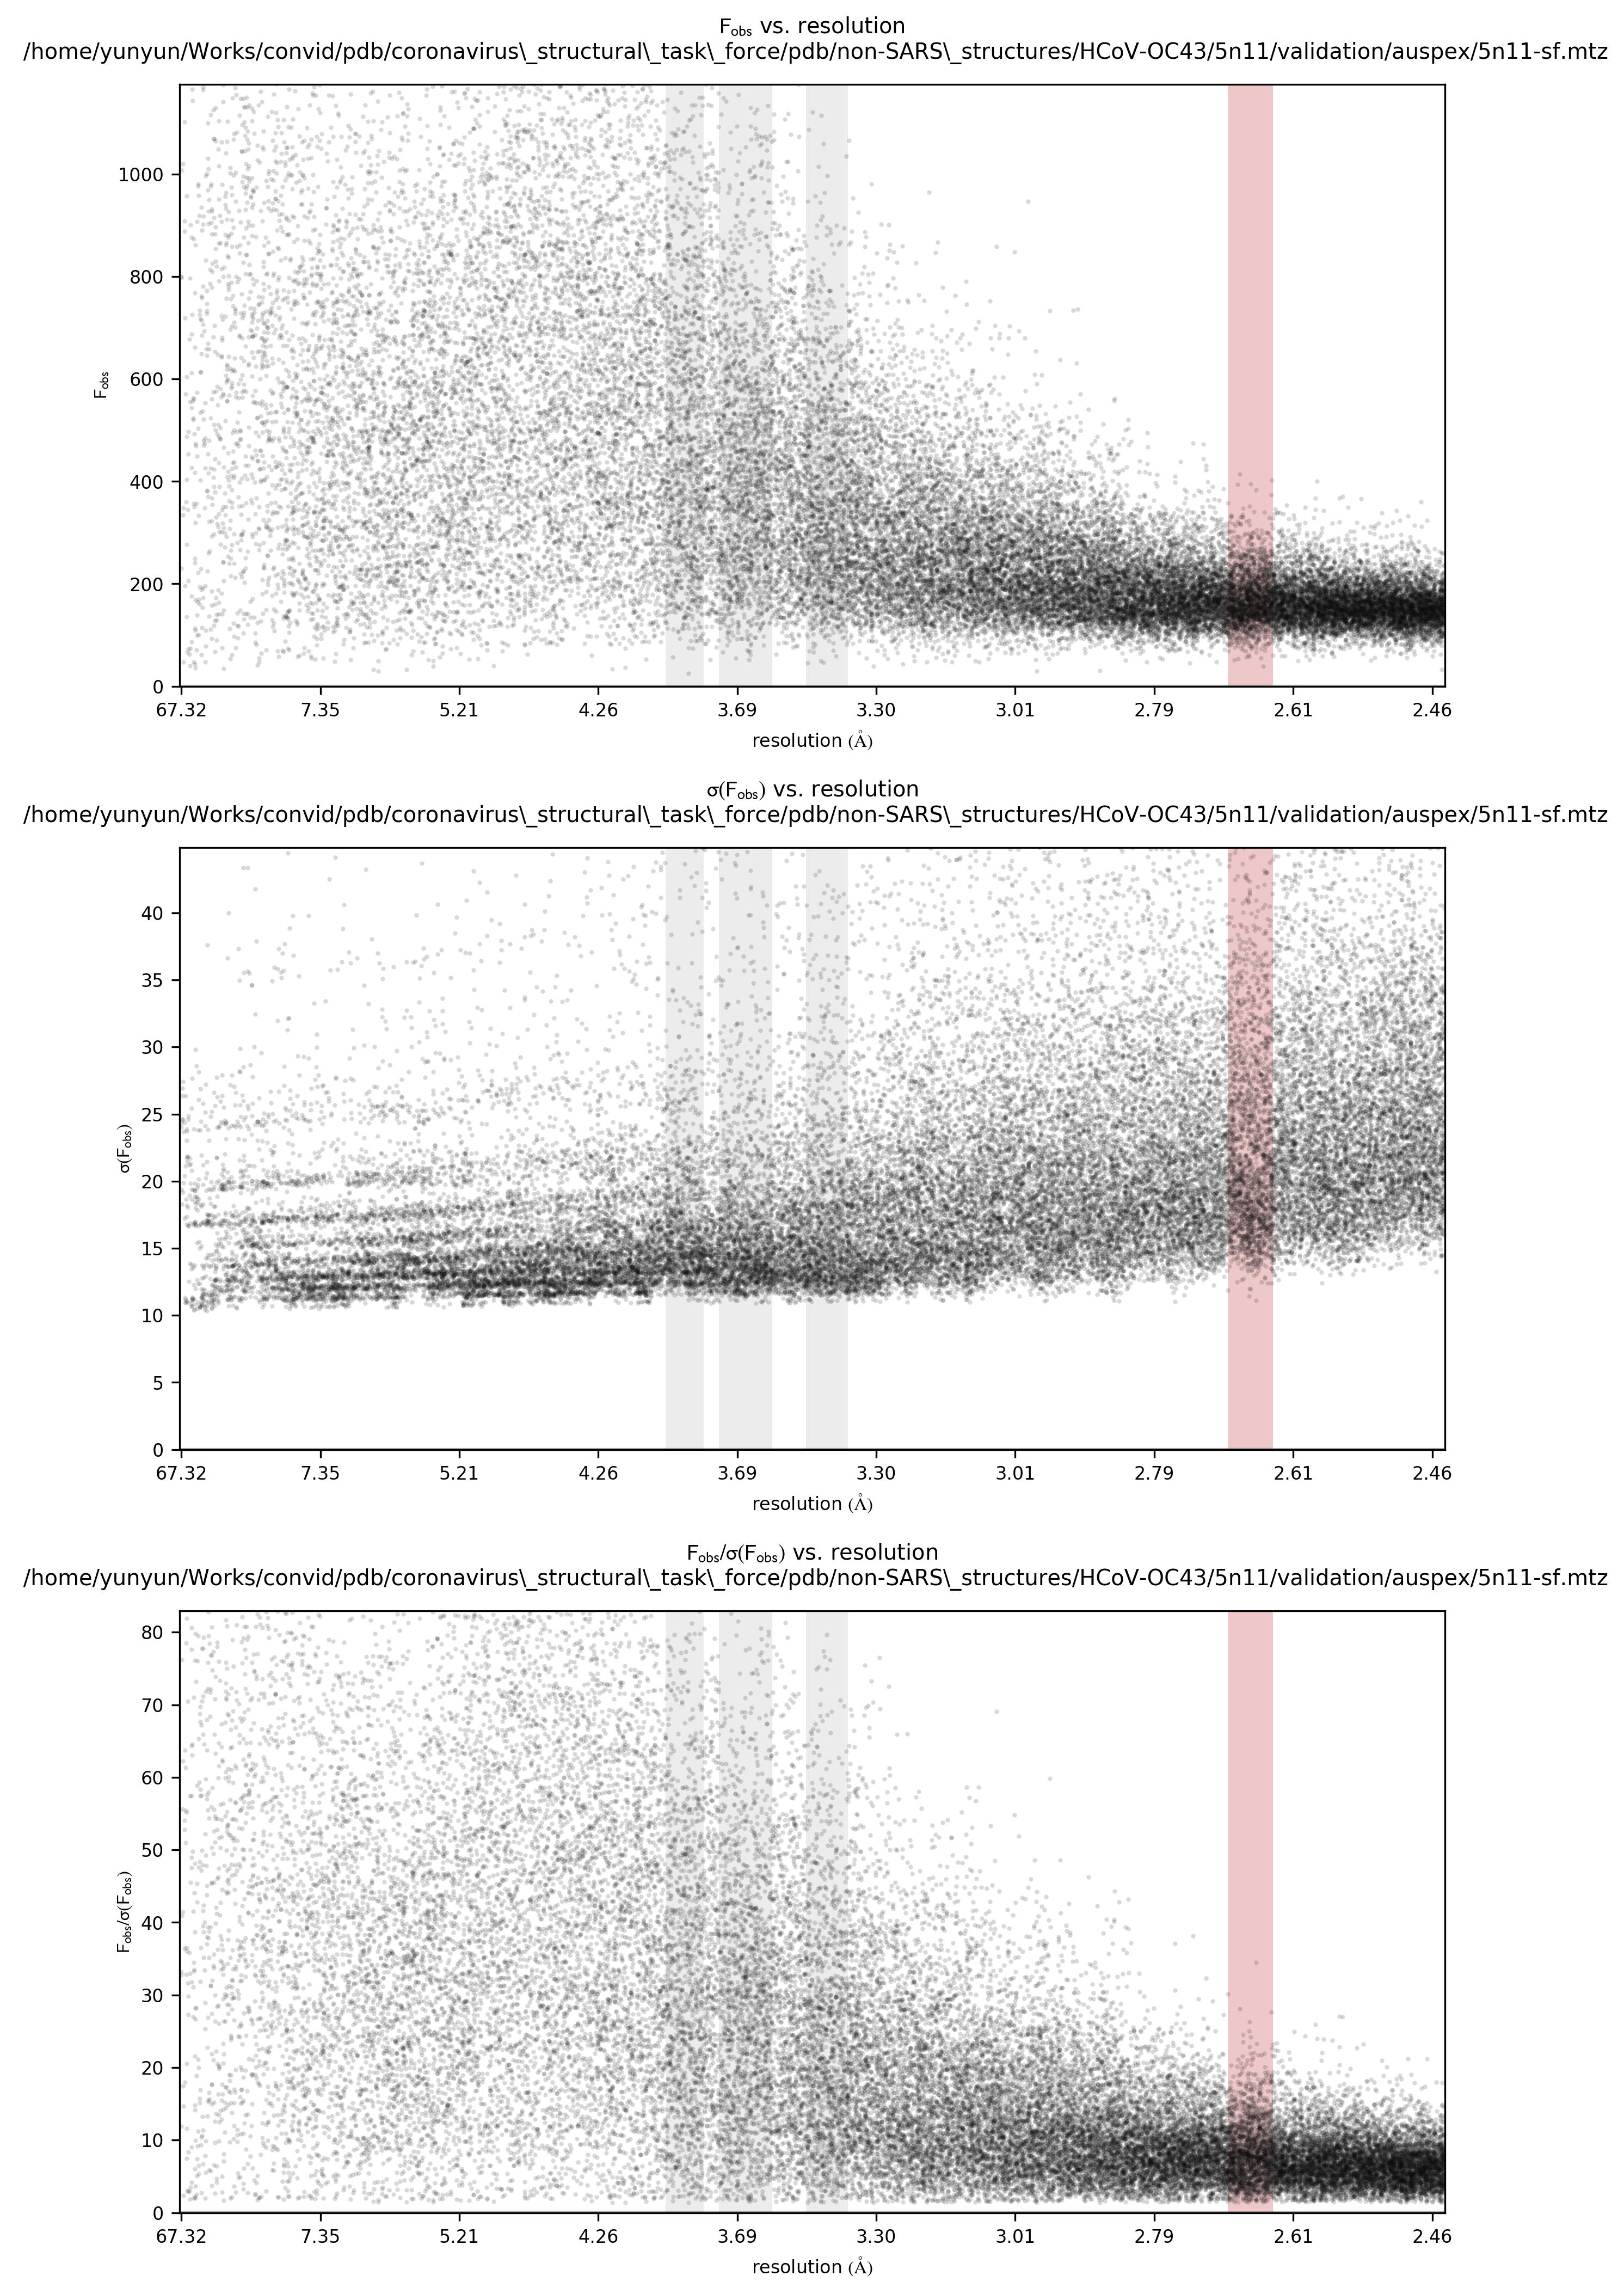 Fobs vs. resolution
/home/yunyun/Works/convid/pdb/coronavirus\_structural\_task\_force/pdb/non-SARS\_structures/HCoV-OC43/5n11/validation/auspex/5n11-sf.mtz
1000
800
600
400
200
0
Fobs
67.32 7.35 5.21 4.26 3.69 3.30 3.01 2.79 2.61 2.46
resolution (Å)
σ(Fobs) vs. resolution
/home/yunyun/Works/convid/pdb/coronavirus\_structural\_task\_force/pdb/non-SARS\_structures/HCoV-OC43/5n11/validation/auspex/5n11-sf.mtz
40
35
30
25
20
15
10
5
0
σ(Fobs)
67.32 7.35 5.21 4.26 3.69 3.30 3.01 2.79 2.61 2.46
resolution (Å)
Fobs/σ(Fobs) vs. resolution
/home/yunyun/Works/convid/pdb/coronavirus\_structural\_task\_force/pdb/non-SARS\_structures/HCoV-OC43/5n11/validation/auspex/5n11-sf.mtz
80
70
60
50
40
30
20
10
0
Fobs/σ(Fobs)
67.32 7.35 5.21 4.26 3.69 3.30 3.01 2.79 2.61 2.46
resolution (Å)